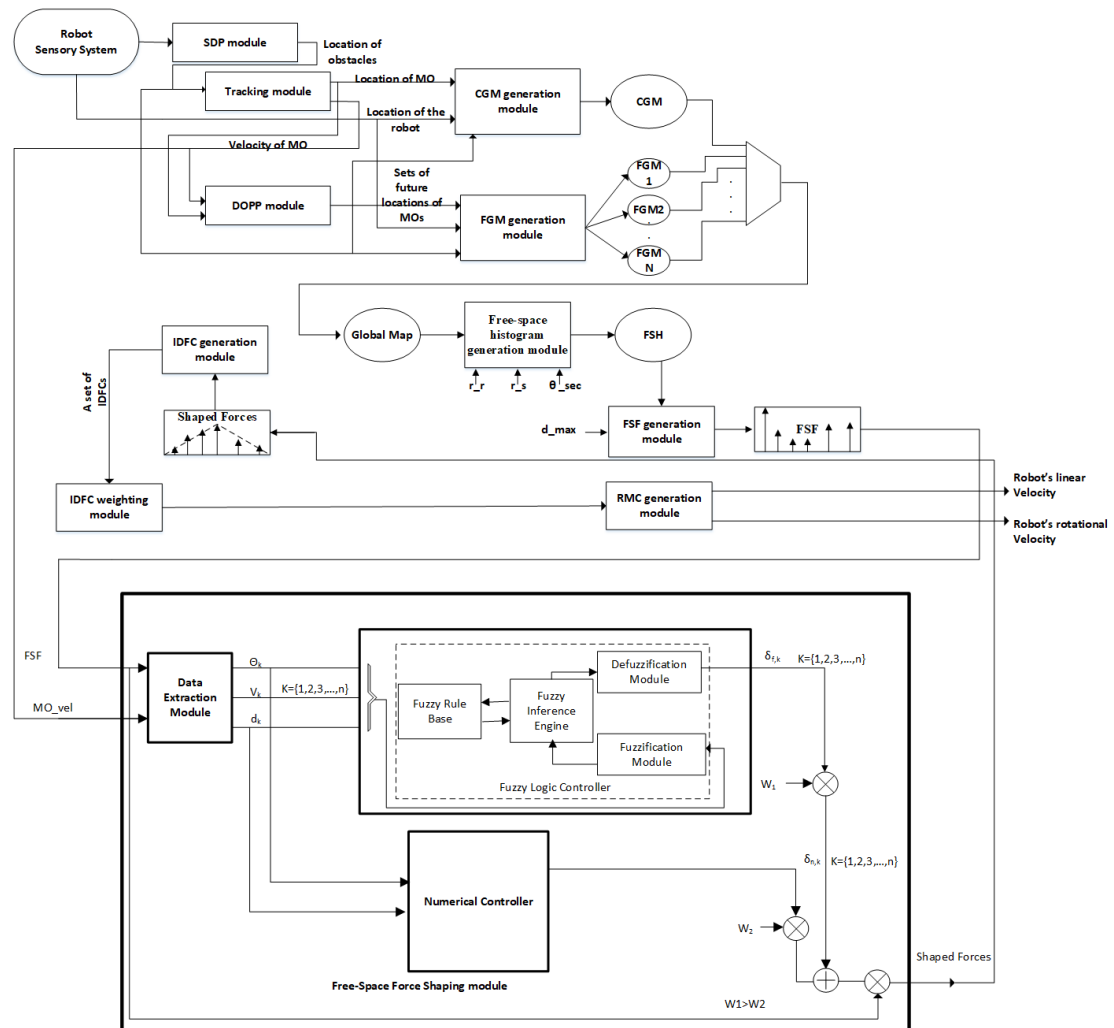 Robot
Sensory System
SDP module
Location of
obstacles
Tracking module
Location of MO
CGM generation
module
CGM
Location of the
robot
Velocity of MO
Sets of
future
locations of
MOs
DOPP module
FGM generation
module
FGM
1
FGM2
.
.
FGM
N
.
.
.
.
Global Map
Free-space
histogram
generation module
FSH
r_r
r_s
θ_sec
IDFC generation
module
A set of
IDFCs
Shaped Forces
d_max
FSF generation
module
FSF
IDFC weighting
module
RMC generation
module
Robot's linear
Velocity
Robot's rotational
Velocity
FSF
MO_vel
Data
Extraction
Module
Θk
Vk
K={1,2,3,...,n}
dk
Fuzzy Rule
Base
Fuzzy
Inference
Engine
Defuzzification
Module
Fuzzification
Module
Fuzzy Logic Controller
δf,k
K={1,2,3,...,n}
W1
δn,k
K={1,2,3,...,n}
Numerical Controller
W2
Shaped Forces
Free-Space Force Shaping module
W1>W2